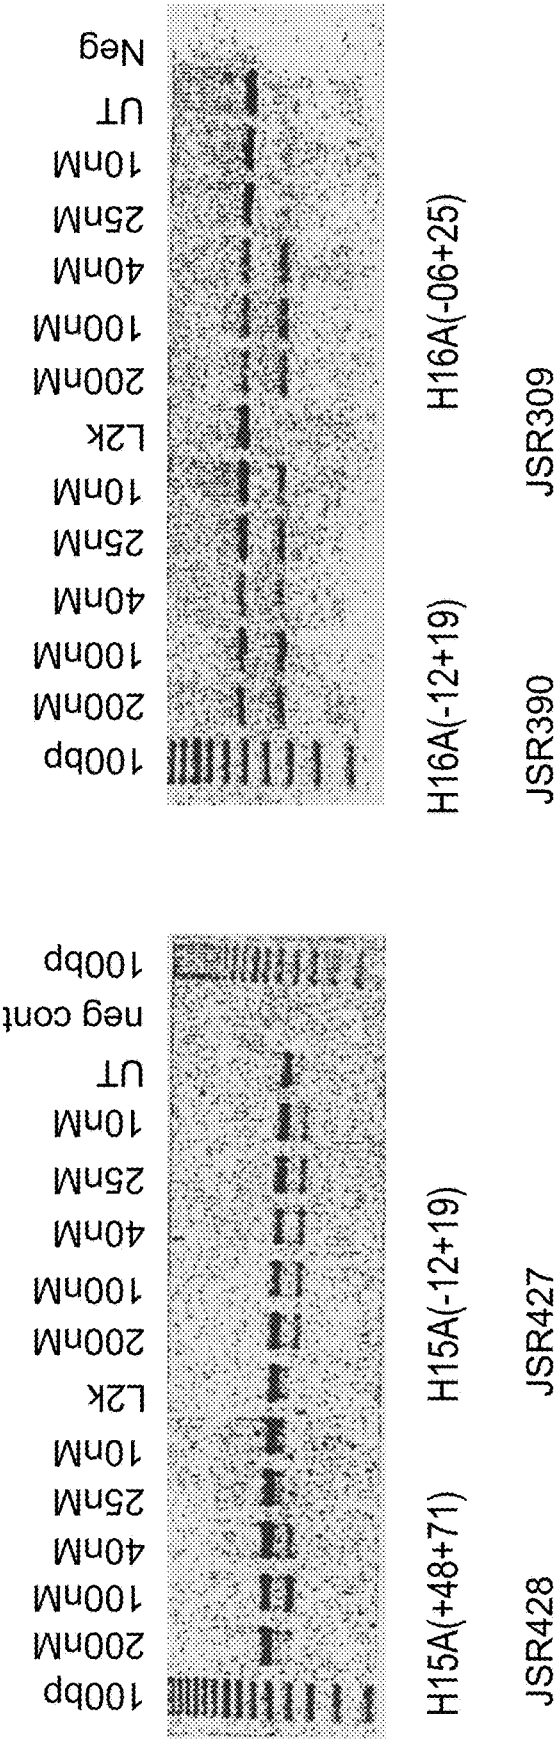 Neg
UT
10nM
25nM
40nM
100nM
200nM
L2k
10nM
25nM
40nM
100nM
200nM
100bp
H16A(-06+25)
H16A(-12+19)
JSR309
JSR390
100bp
neg cont
UT
10nM
25nM
40nM
100nM
200nM
L2k
10nM
25nM
40nM
100nM
200nM
100bp
H15A(-12+19)
H15A(+48+71)
JSR427
JSR428